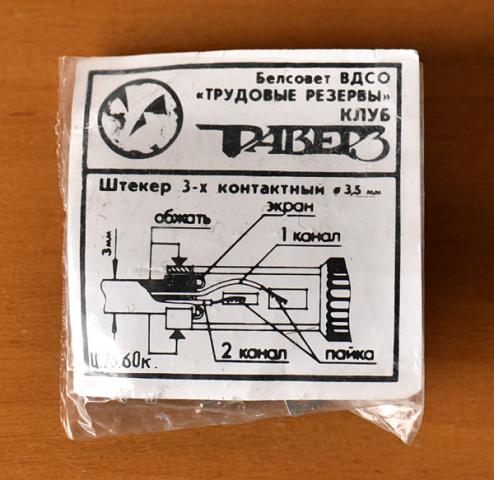 Белсовет ВДСО
«ТРУДОВЫЕ РЕЗЕРВЫ»
КЛУБ
ТРАВЕРЗ
Штекер 3-х контактный ø 3,5 мм
экран
обжать
1 канал
3мм
2 канал
пайка
60к.